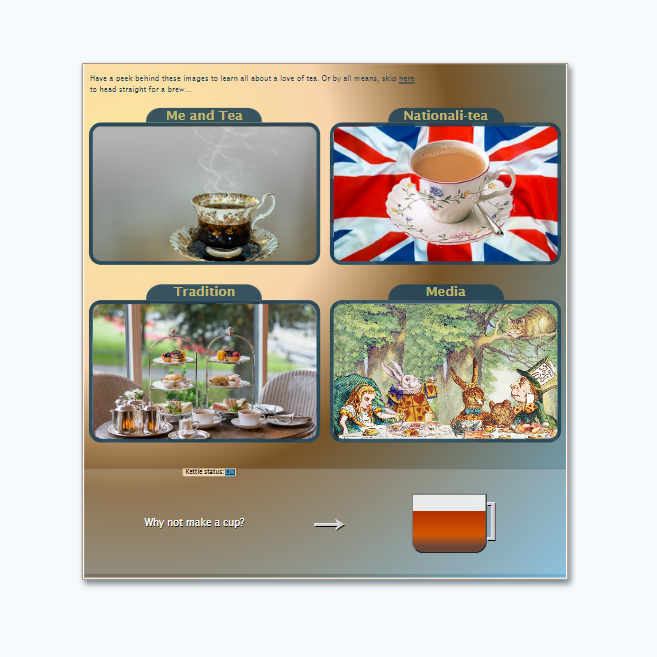 Have a peek behind these images to learn all about a love of tea. Or by all means, skip here
to head straight for a brew...
Me and Tea
Nationali-tea
Tradition
Media
Kettle status:
Why not make a cup?